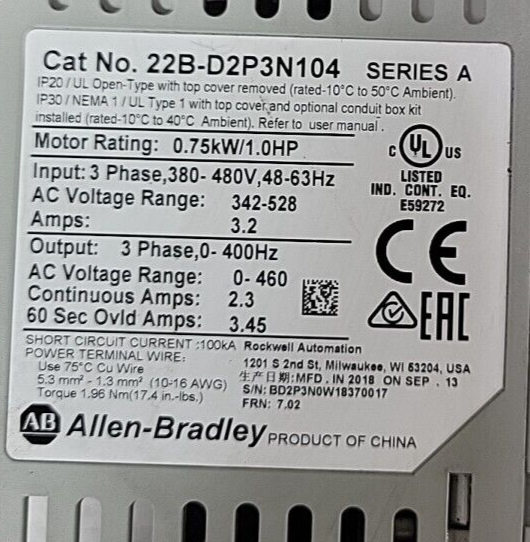 Cat No. 22B-D2P3N104 SERIES A
IP20 / UL Open-Type with top cover removed (rated-10°C to 50°C Ambient).
IP30 / NEMA 1 / UL Type 1 with top cover and optional conduit box kit
installed (rated-10°C to 40°C Ambient). Refer to user manual.
Motor Rating: 0.75kW/1.0HP
C UL US
LISTED
IND. CONT. EQ.
E59272
Input: 3 Phase,380- 480V,48-63Hz
AC Voltage Range: 342-528
Amps: 3.2
CE
Output: 3 Phase,0- 400Hz
AC Voltage Range: 0- 460
Continuous Amps: 2.3
60 Sec Ovld Amps: 3.45
EAC
SHORT CIRCUIT CURRENT :100kA Rockwell Automation
POWER TERMINAL WIRE: 1201 S 2nd St, Milwaukee, WI 53204, USA
Use 75°C Cu Wire 生产日期:MFD. IN 2018 ON SEP . 13
5.3 mm² - 1.3 mm² (10-16 AWG) S/N: BD2P3N0W18370017
Torque 1.96 Nm(17.4 in.-lbs.) FRN: 7.02
AB Allen-Bradley PRODUCT OF CHINA